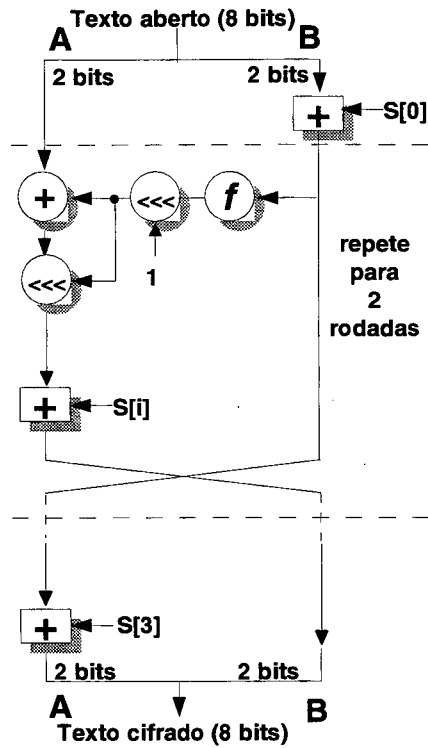 Texto aberto (8 bits)
A
B
2 bits
2 bits
+
S[0]
+
<<<
f
<<<
1
repete
para
2
rodadas
+
S[i]
+
S[3]
2 bits
2 bits
A
B
Texto cifrado (8 bits)